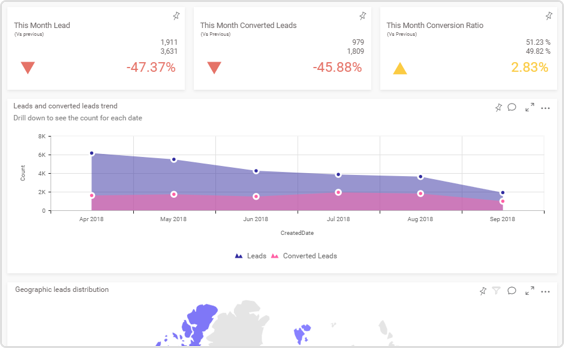 This Month Lead
(Vs previous)
1,911
3,631
-47.37%
This Month Converted Leads
(Vs Previous)
979
1,809
-45.88%
This Month Conversion Ratio
(Vs Previous)
51.23 %
49.82 %
2.83%
Leads and converted leads trend
Drill down to see the count for each date
8K
6K
4K
2K
0
Count
Apr 2018
May 2018
Jun 2018
Jul 2018
Aug 2018
Sep 2018
CreatedDate
Leads
Converted Leads
Geographic leads distribution